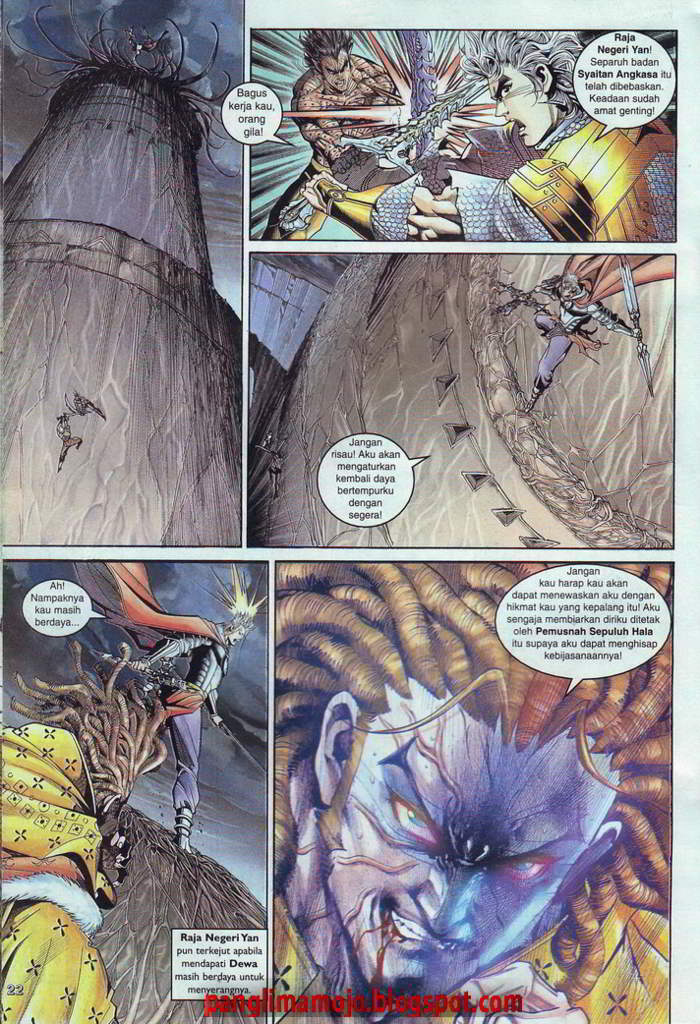 Bagus
kerja kau,
orang
gila!
Raja
Negeri Yan!
Separuh badan
Syaitan Angkasa itu
telah dibebaskan.
Keadaan sudah
amat genting!
Jangan
risau! Aku akan
mengaturkan
kembali daya
bertempurku
dengan
segera!
Ah!
Nampaknya
kau masih
berdaya...
Raja Negeri Yan
pun terkejut apabila
mendapati Dewa
masih berdaya untuk
menyerangnya.
Jangan
kau harap kau akan
dapat menewaskan aku dengan
hikmat kau yang kepalang itu! Aku
sengaja membiarkan diriku ditetak
oleh Pemusnah Sepuluh Hala
itu supaya aku dapat menghisap
kebijasanaannya!
22
panglimamojo.blogspot.com